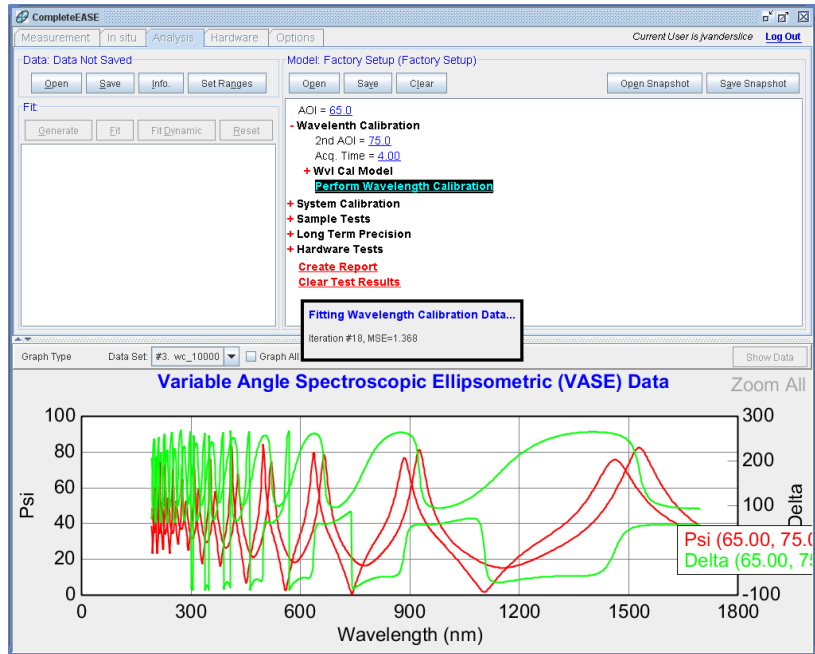 CompleteEASE
Measurement In situ Analysis Hardware Options
Current User is jvanderslice Log Out
Data: Data Not Saved
Open Save Info. Set Ranges
Fit:
Generate Fit Fit Dynamic Reset
Model: Factory Setup (Factory Setup)
Open Save Clear Open Snapshot Save Snapshot
AOI = 65.0
- Wavelenth Calibration
2nd AOI = 75.0
Acq. Time = 4.00
+ Wvl Cal Model
Perform Wavelength Calibration
+ System Calibration
+ Sample Tests
+ Long Term Precision
+ Hardware Tests
Create Report
Clear Test Results
Fitting Wavelength Calibration Data...
Iteration #18, MSE=1.368
Graph Type Data Set: #3. wc_10000 Graph All Show Data
Variable Angle Spectroscopic Ellipsometric (VASE) Data
Zoom All
Psi
100
80
60
40
20
0
300
200
100
-100
Delta
Psi (65.00, 75.0
Delta (65.00, 75
0 300 600 900 1200 1500 1800
Wavelength (nm)